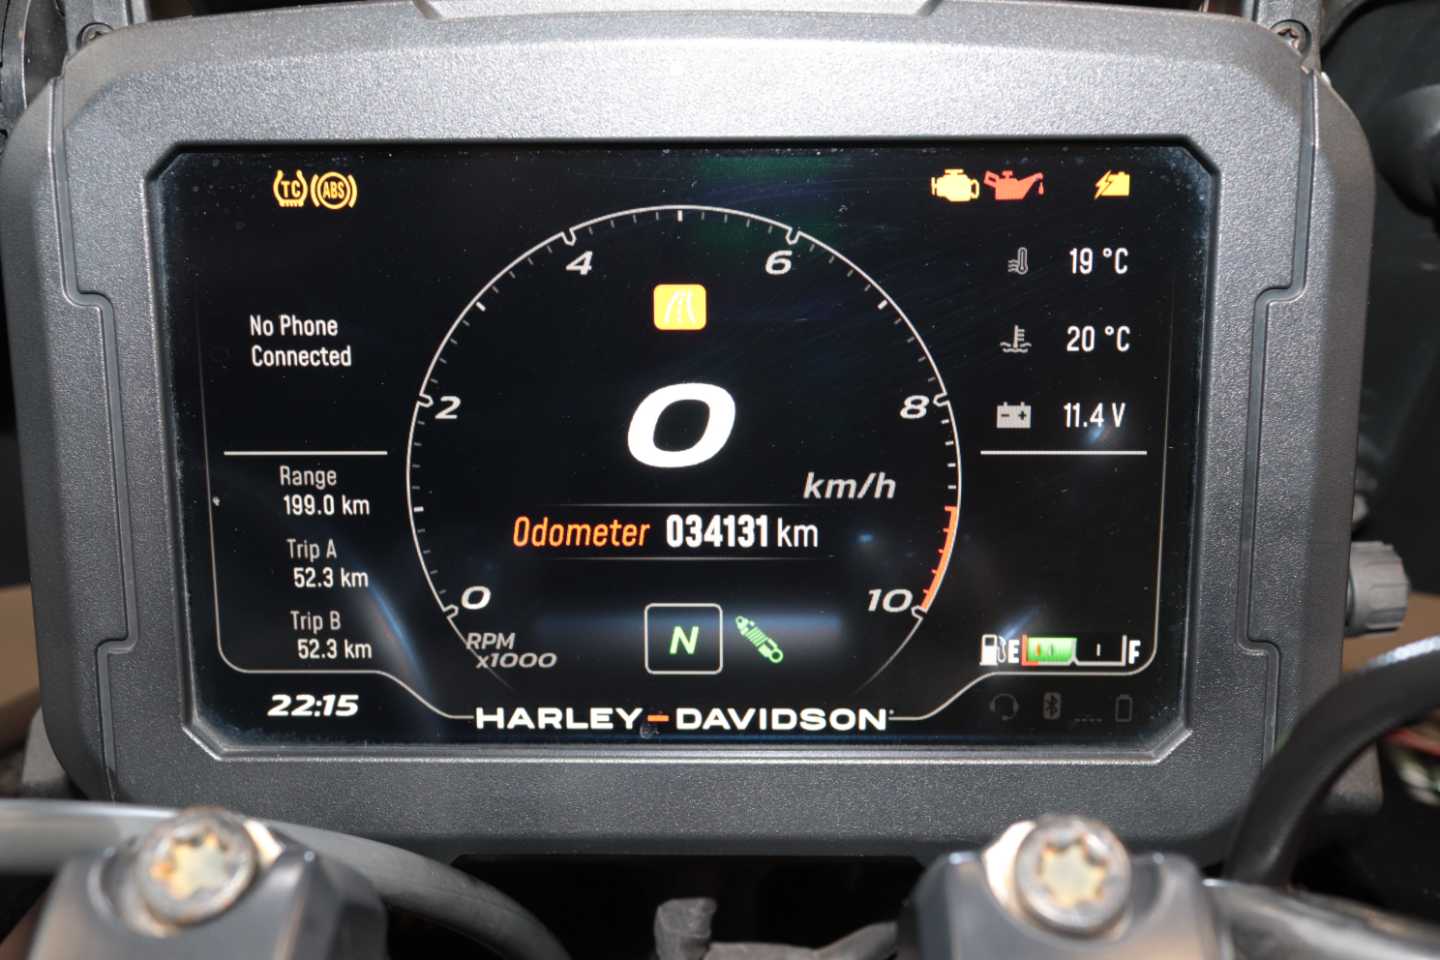 TC ABS
19 °C
4 6
No Phone
Connected
20 °C
2 8
11.4 V
0
km/h
Range
199.0 km
Odometer 034131 km
Trip A
52.3 km
0 10
Trip B
52.3 km
RPM
x1000
N
E F
22:15
HARLEY-DAVIDSON